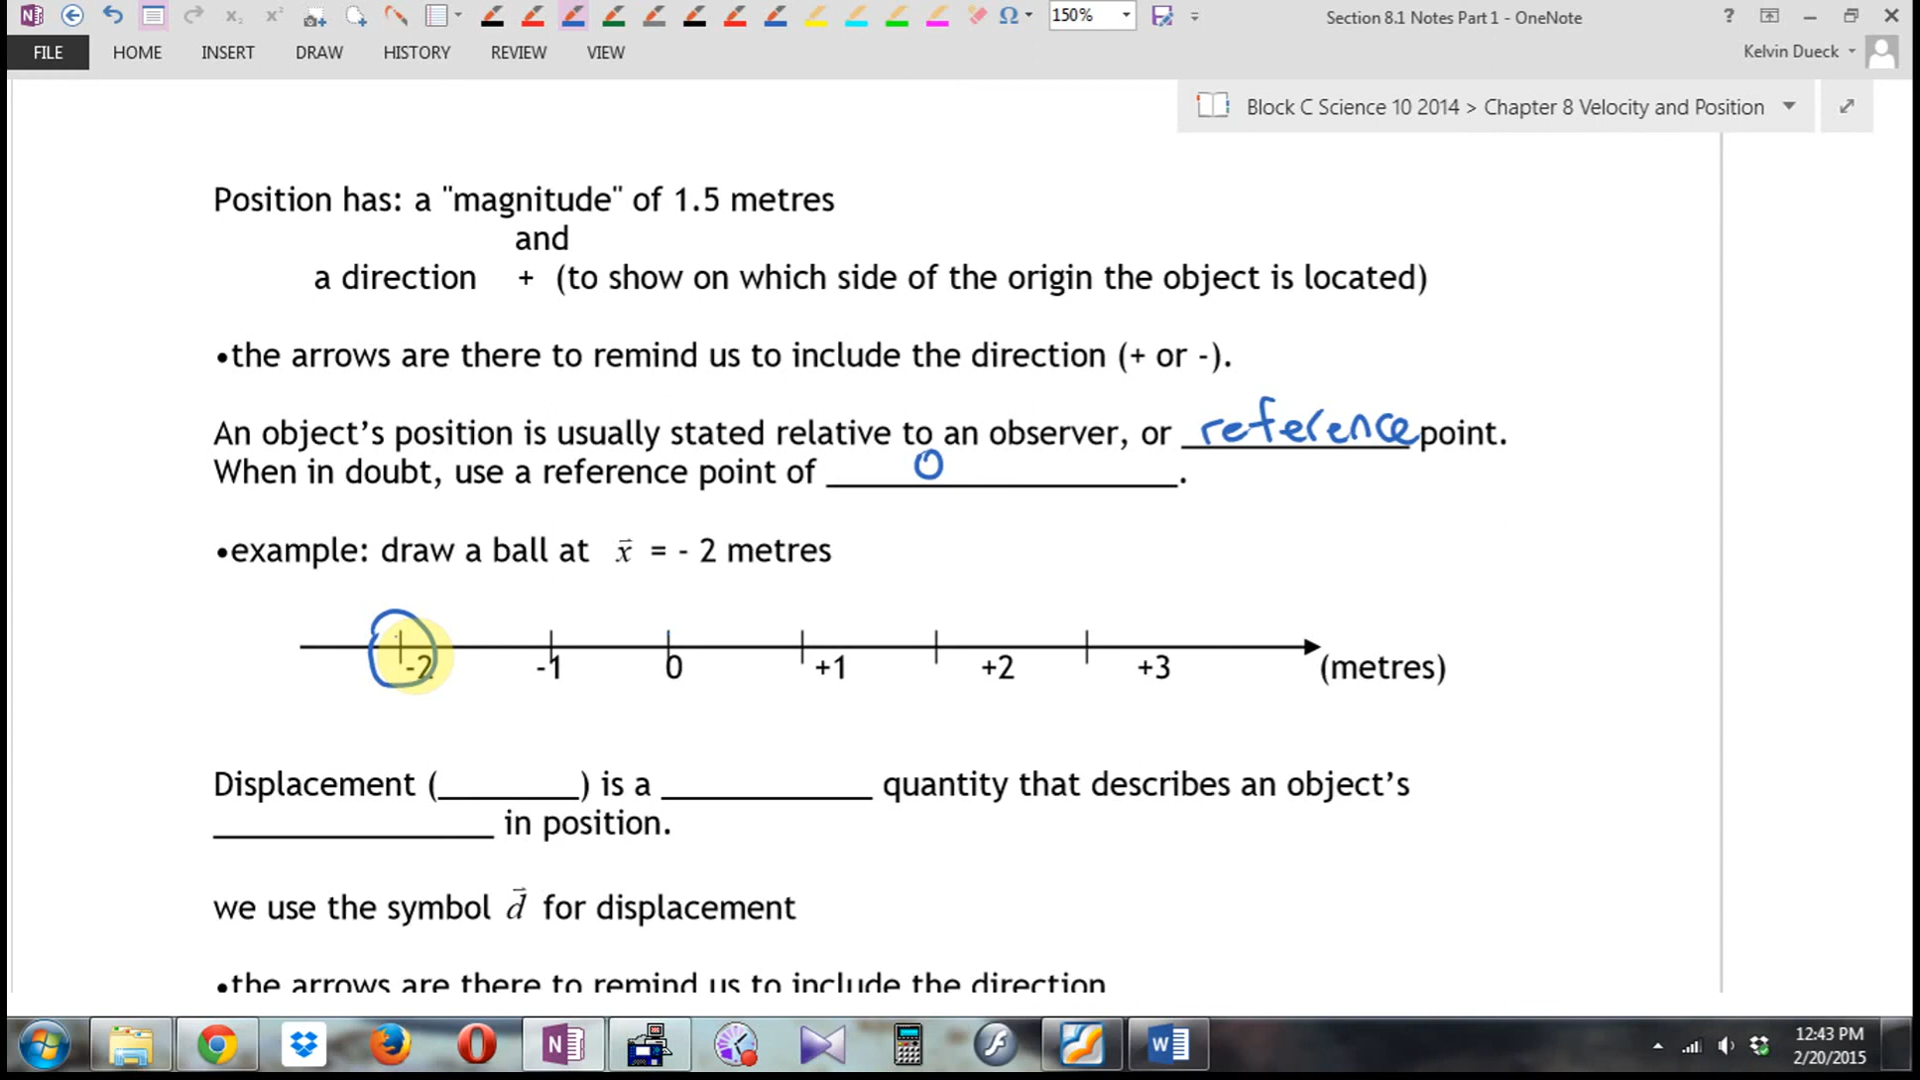 150%
Section 8.1 Notes Part 1 - OneNote
FILE HOME INSERT DRAW HISTORY REVIEW VIEW
Kelvin Dueck
Block C Science 10 2014 > Chapter 8 Velocity and Position
Position has: a "magnitude" of 1.5 metres
and
a direction + (to show on which side of the origin the object is located)
•the arrows are there to remind us to include the direction (+ or -).
An object’s position is usually stated relative to an observer, or reference point.
When in doubt, use a reference point of 0.
•example: draw a ball at x⃗ = - 2 metres
-2 -1 0 +1 +2 +3 (metres)
Displacement (________) is a ____________ quantity that describes an object’s
________________ in position.
we use the symbol d⃗ for displacement
•the arrows are there to remind us to include the direction
12:43 PM
2/20/2015